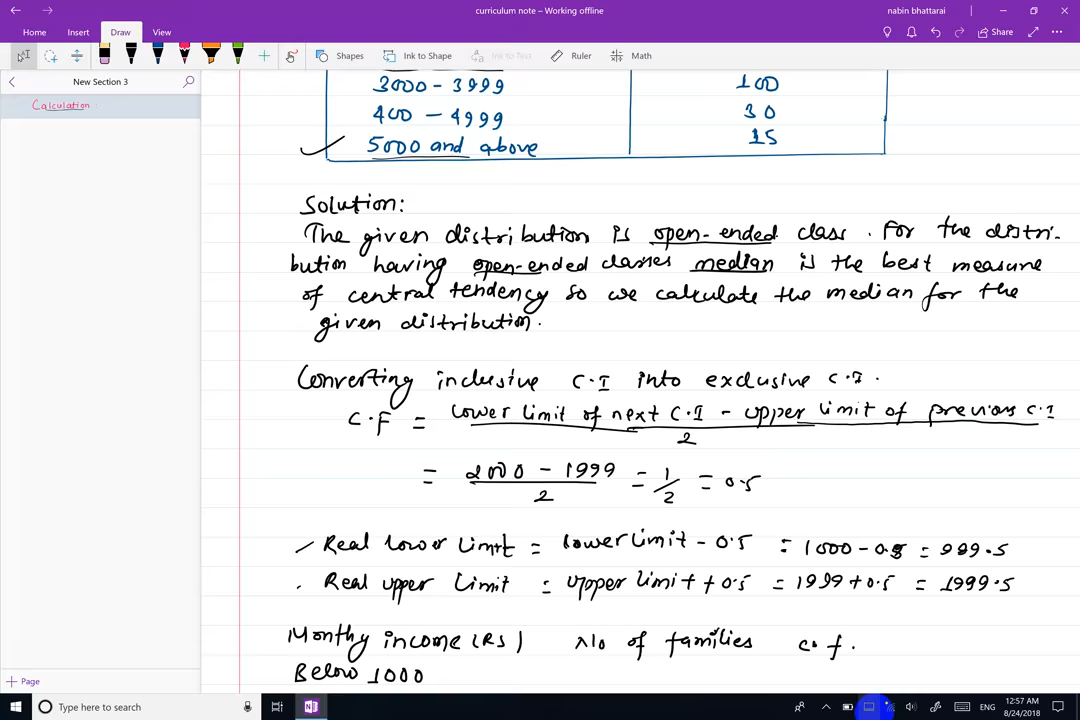 curriculum note – Working offline
nabin bhattarai
Home Insert Draw View
Share
Shapes Ink to Shape Ink to Text Ruler Math
New Section 3
Calculation
3000 - 3999 100
400 - 4999 30
5000 and above 15
Solution:
The given distribution is open-ended class. For the distri-
bution having open-ended classes median is the best measure
of central tendency so we calculate the median for the
given distribution.
Converting inclusive C.I into exclusive C.I.
C.F = lower limit of next C.I - upper limit of previous C.I
2
= 2000 - 1999 = 1/2 = 0.5
2
Real lower limit = lower limit - 0.5 = 1000 - 0.5 = 999.5
Real upper limit = upper limit + 0.5 = 1999 + 0.5 = 1999.5
Monthy income (RS) No of families c.f.
Below 1000
Page
Type here to search
ENG
12:57 AM
8/24/2018